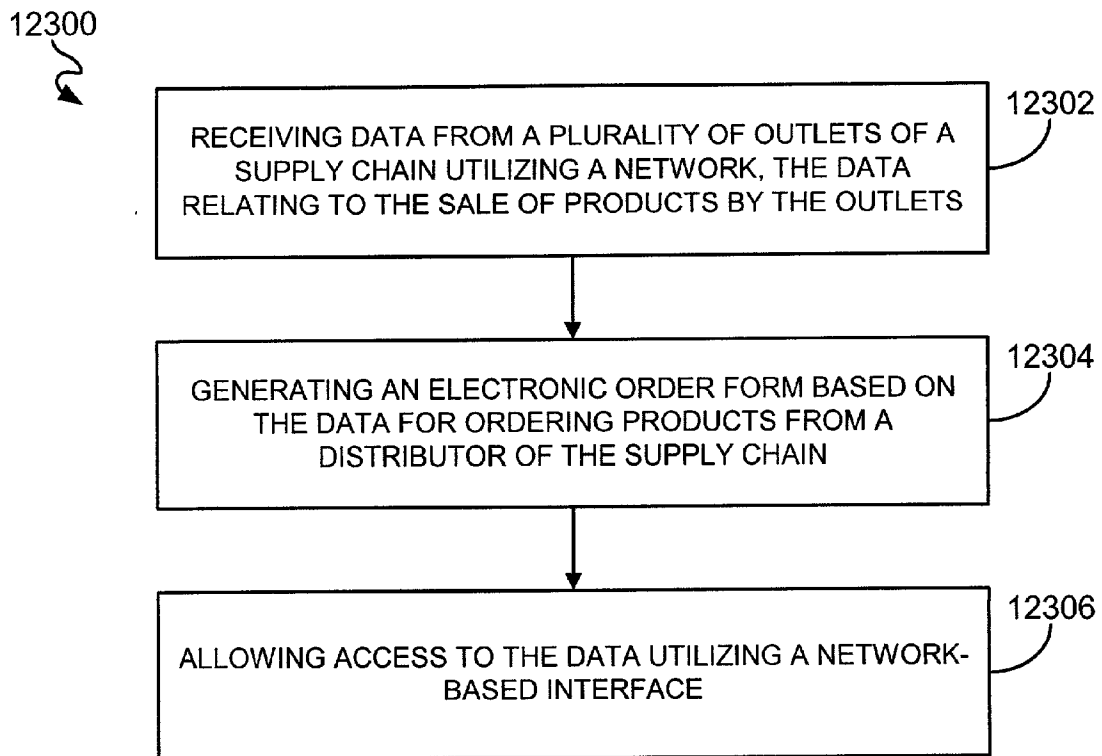 12300
12302
RECEIVING DATA FROM A PLURALITY OF OUTLETS OF A
SUPPLY CHAIN UTILIZING A NETWORK, THE DATA
RELATING TO THE SALE OF PRODUCTS BY THE OUTLETS
12304
GENERATING AN ELECTRONIC ORDER FORM BASED ON
THE DATA FOR ORDERING PRODUCTS FROM A
DISTRIBUTOR OF THE SUPPLY CHAIN
12306
ALLOWING ACCESS TO THE DATA UTILIZING A NETWORK-
BASED INTERFACE